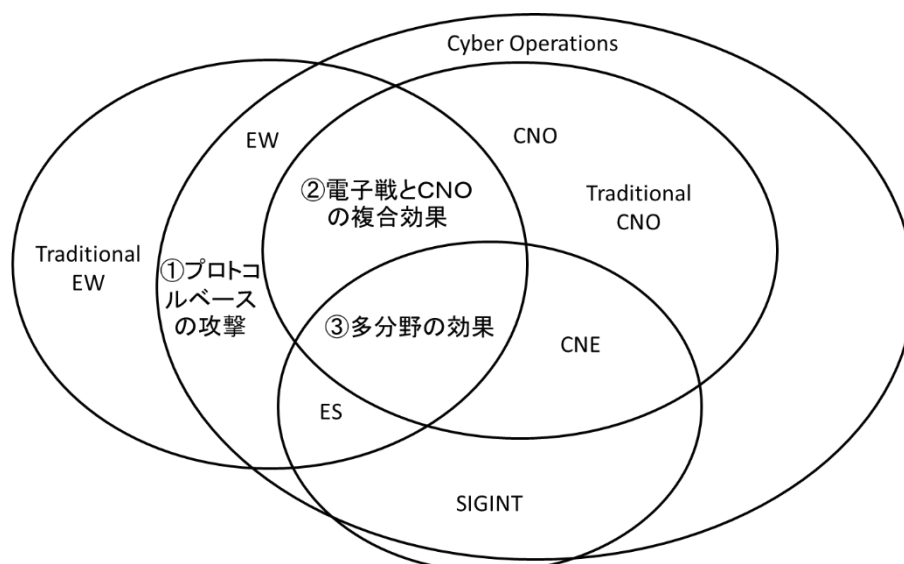 Cyber Operations
EW
CNO
②電子戦とCNO
の複合効果
Traditional
CNO
Traditional
EW
①プロトコ
ルベース
の攻撃
③多分野の効果
CNE
ES
SIGINT